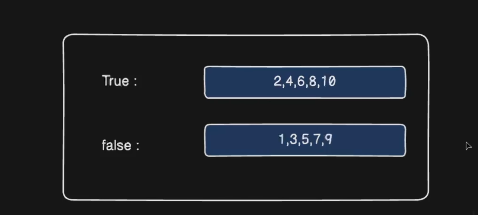 True : 2,4,6,8,10
false : 1,3,5,7,9